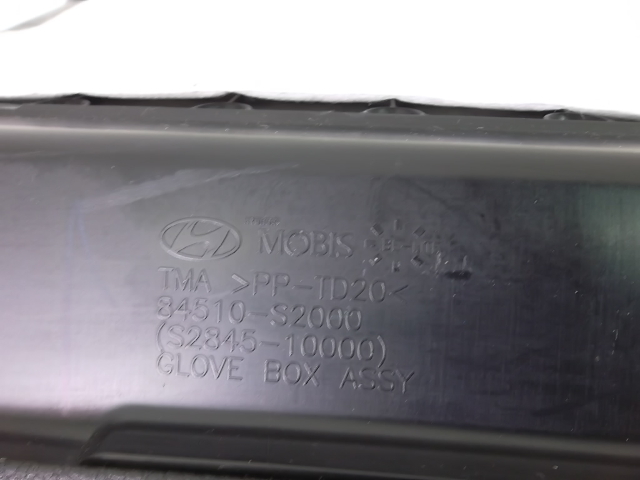 MOBIS
TMA >PP-TD20<
84510-S2000
(S2845-10000)
GLOVE BOX ASSY